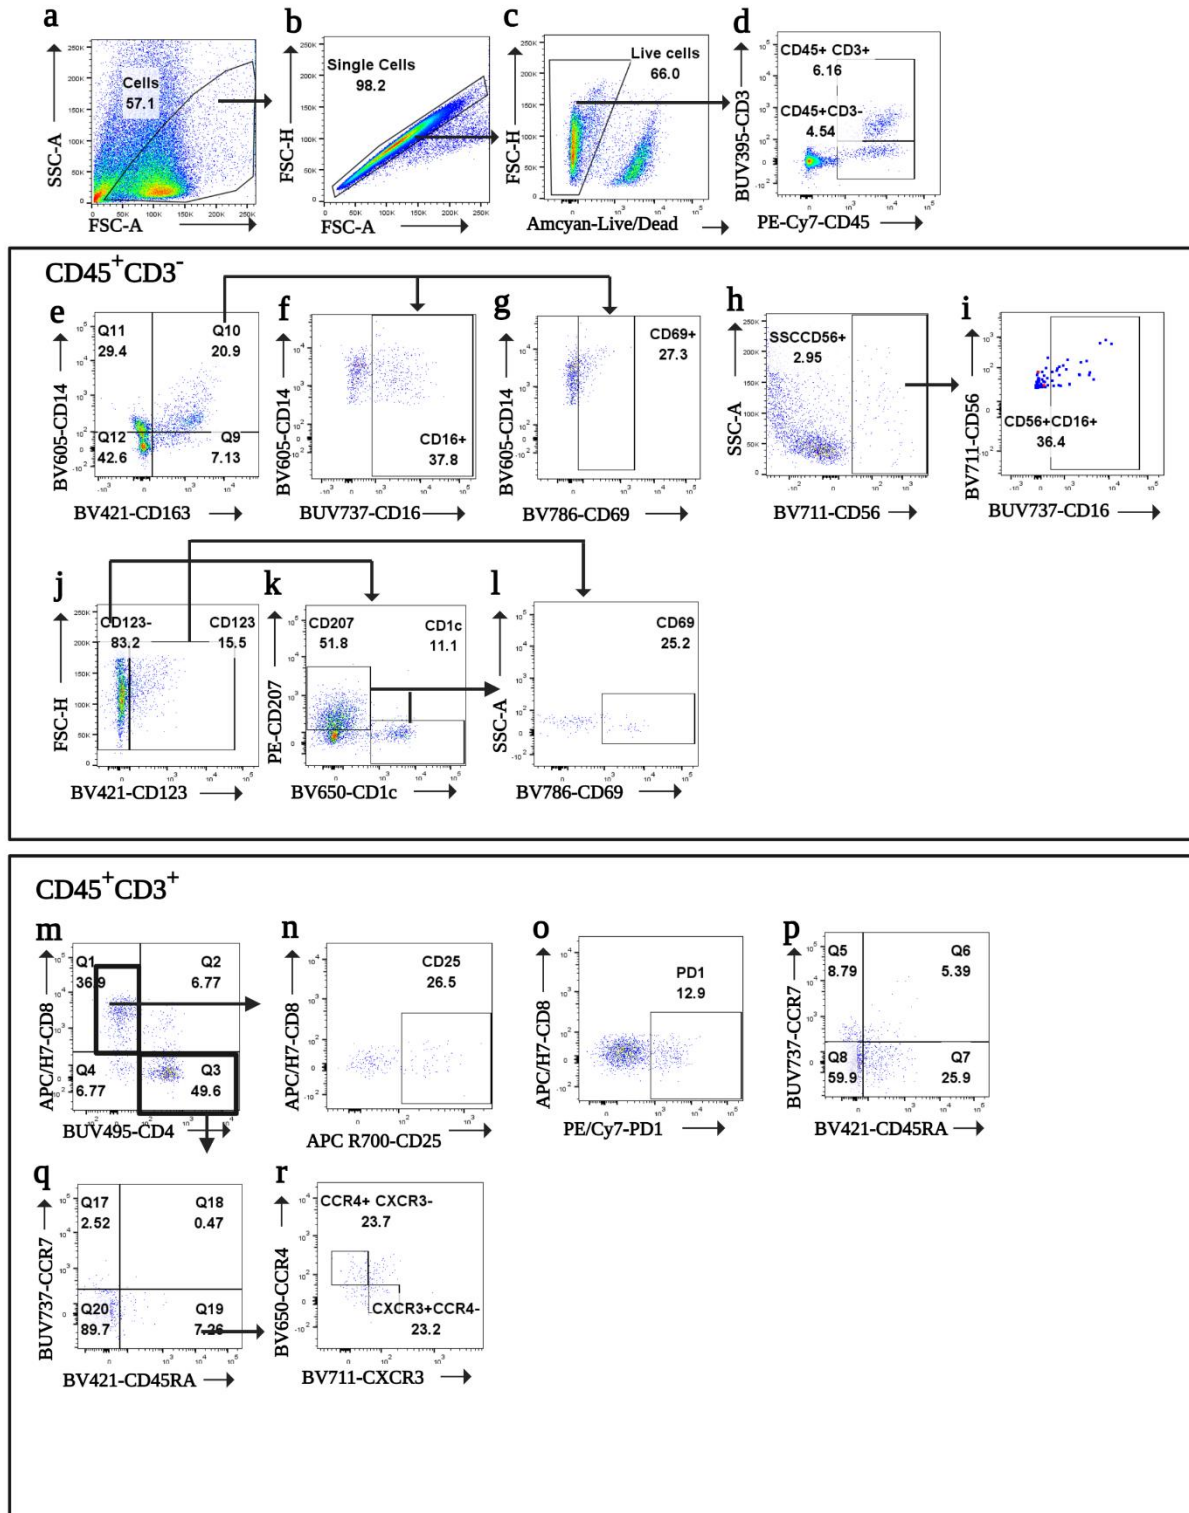 a
b
c
d
Cells
57.1
SSC-A
FSC-A
Single Cells
98.2
FSC-H
FSC-A
Live cells
66.0
FSC-H
Amcyan-Live/Dead
CD45+ CD3+
6.16
CD45+CD3-
4.54
BUV395-CD3
PE-Cy7-CD45
CD45+CD3-
e
f
g
h
i
Q11
29.4
Q10
20.9
Q12
42.6
Q9
7.13
BV605-CD14
BV421-CD163
CD16+
37.8
BV605-CD14
BUV737-CD16
CD69+
27.3
BV605-CD14
BV786-CD69
SSCCD56+
2.95
SSC-A
BV711-CD56
CD56+CD16+
36.4
BV711-CD56
BUV737-CD16
j
k
l
CD123-
83.2
CD123
15.5
FSC-H
BV421-CD123
CD207
51.8
CD1c
11.1
PE-CD207
BV650-CD1c
CD69
25.2
SSC-A
BV786-CD69
CD45+CD3+
m
n
o
p
Q1
36.9
Q2
6.77
Q4
6.77
Q3
49.6
APC/H7-CD8
BUV495-CD4
CD25
26.5
APC/H7-CD8
APC R700-CD25
PD1
12.9
APC/H7-CD8
PE/Cy7-PD1
Q5
8.79
Q6
5.39
Q8
59.9
Q7
25.9
BUV737-CCR7
BV421-CD45RA
q
r
Q17
2.52
Q18
0.47
Q20
89.7
Q19
7.26
BUV737-CCR7
BV421-CD45RA
CCR4+ CXCR3-
23.7
CXCR3+CCR4-
23.2
BV650-CCR4
BV711-CXCR3